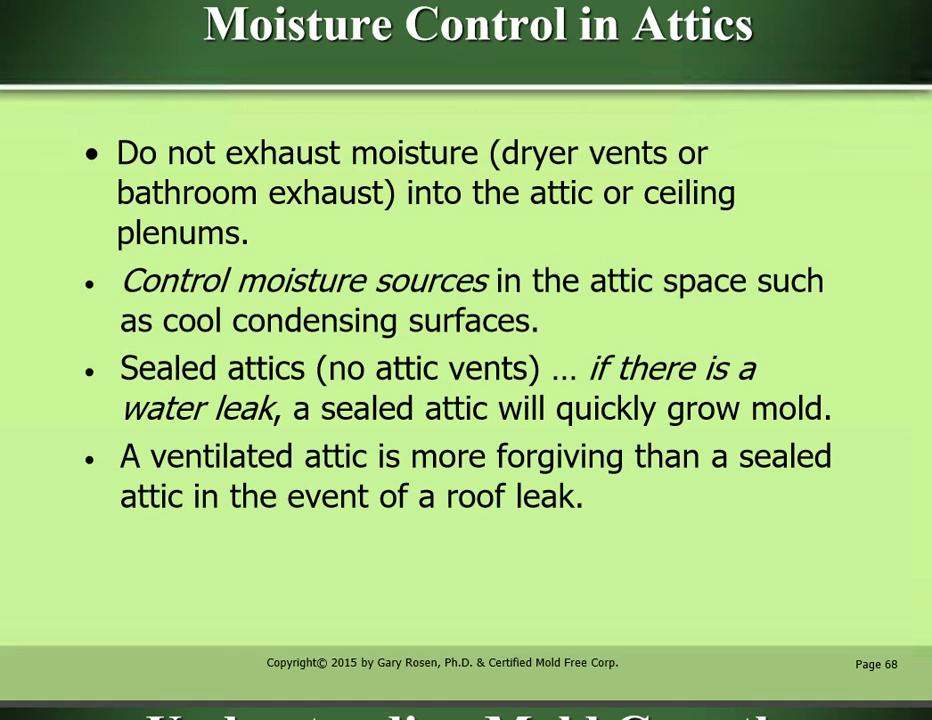 Moisture Control in Attics
• Do not exhaust moisture (dryer vents or
bathroom exhaust) into the attic or ceiling
plenums.
• Control moisture sources in the attic space such
as cool condensing surfaces.
• Sealed attics (no attic vents) … if there is a
water leak, a sealed attic will quickly grow mold.
• A ventilated attic is more forgiving than a sealed
attic in the event of a roof leak.
Copyright© 2015 by Gary Rosen, Ph.D. & Certified Mold Free Corp.
Page 68
Understanding Mold Growth